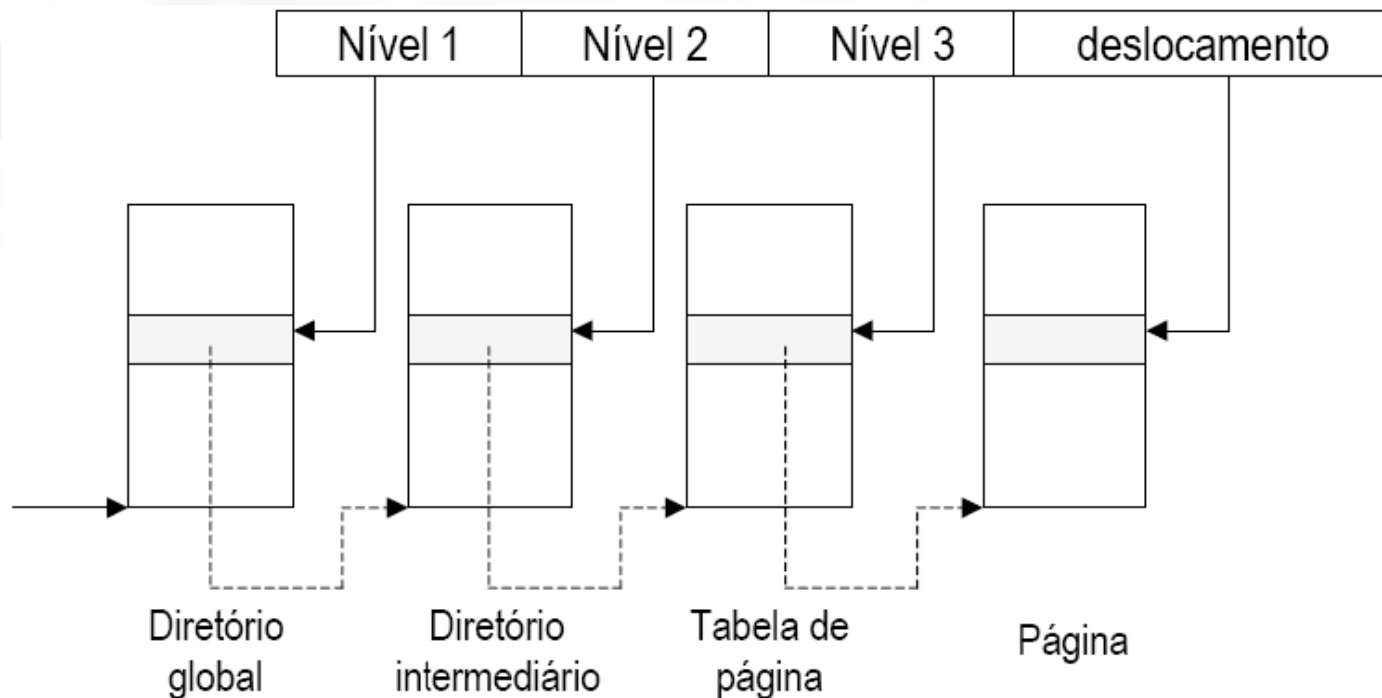 Nível 1 Nível 2 Nível 3 deslocamento
Diretório global
Diretório intermediário
Tabela de página
Página